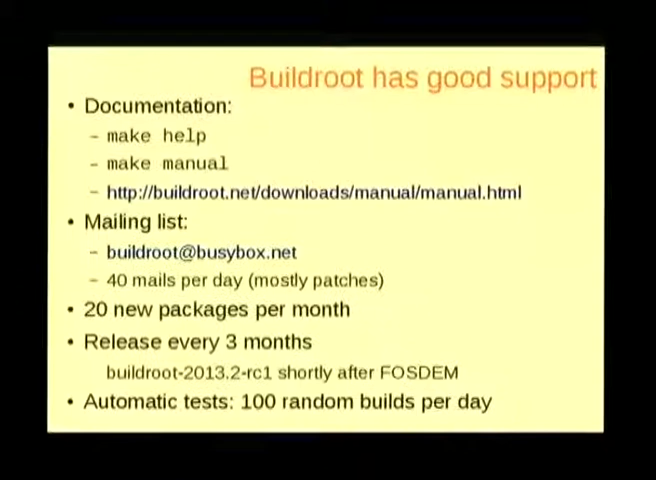 Buildroot has good support
• Documentation:
– make help
– make manual
– http://buildroot.net/downloads/manual/manual.html
• Mailing list:
– buildroot@busybox.net
– 40 mails per day (mostly patches)
• 20 new packages per month
• Release every 3 months
buildroot-2013.2-rc1 shortly after FOSDEM
• Automatic tests: 100 random builds per day